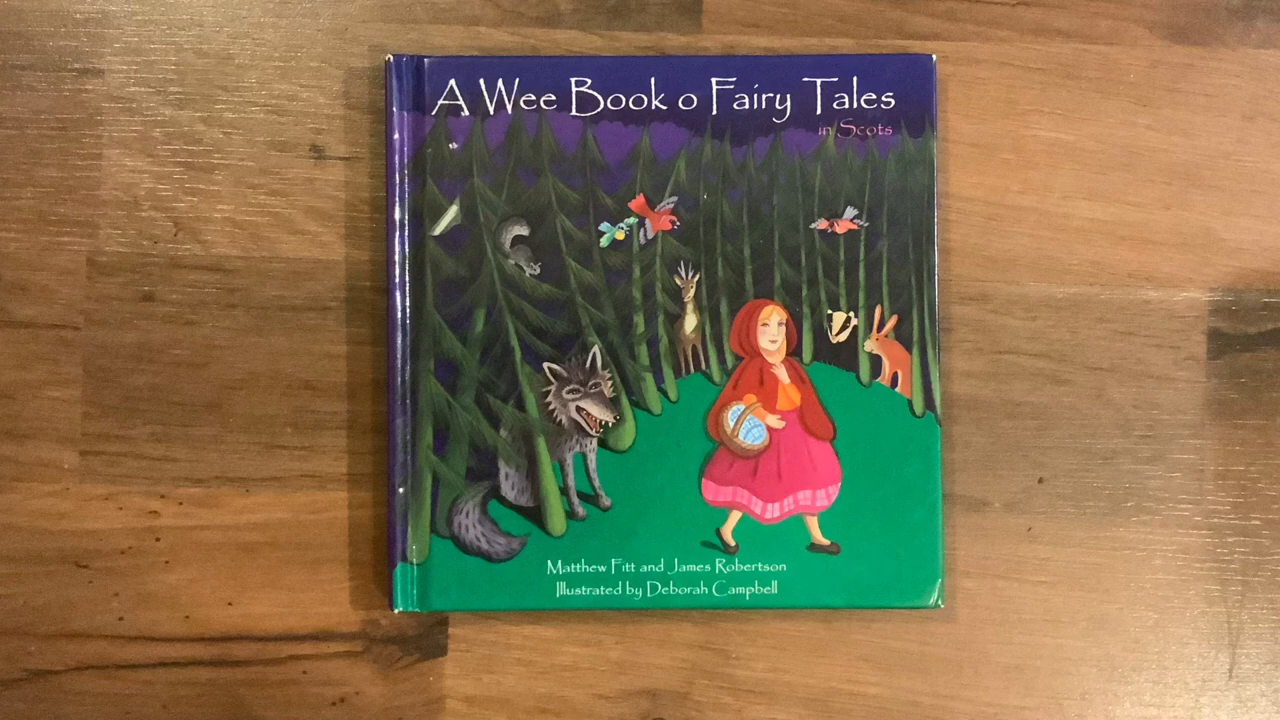 A Wee Book o Fairy Tales
in Scots
Matthew Fitt and James Robertson
Illustrated by Deborah Campbell